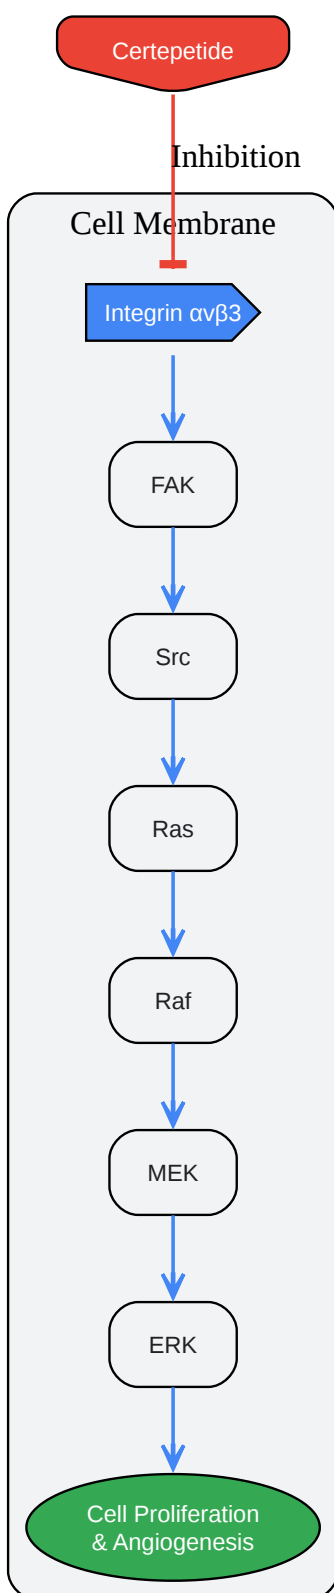 Certepetide
Inhibition
Cell Membrane
Integrin αvβ3
FAK
Src
Ras
Raf
MEK
ERK
Cell Proliferation
& Angiogenesis